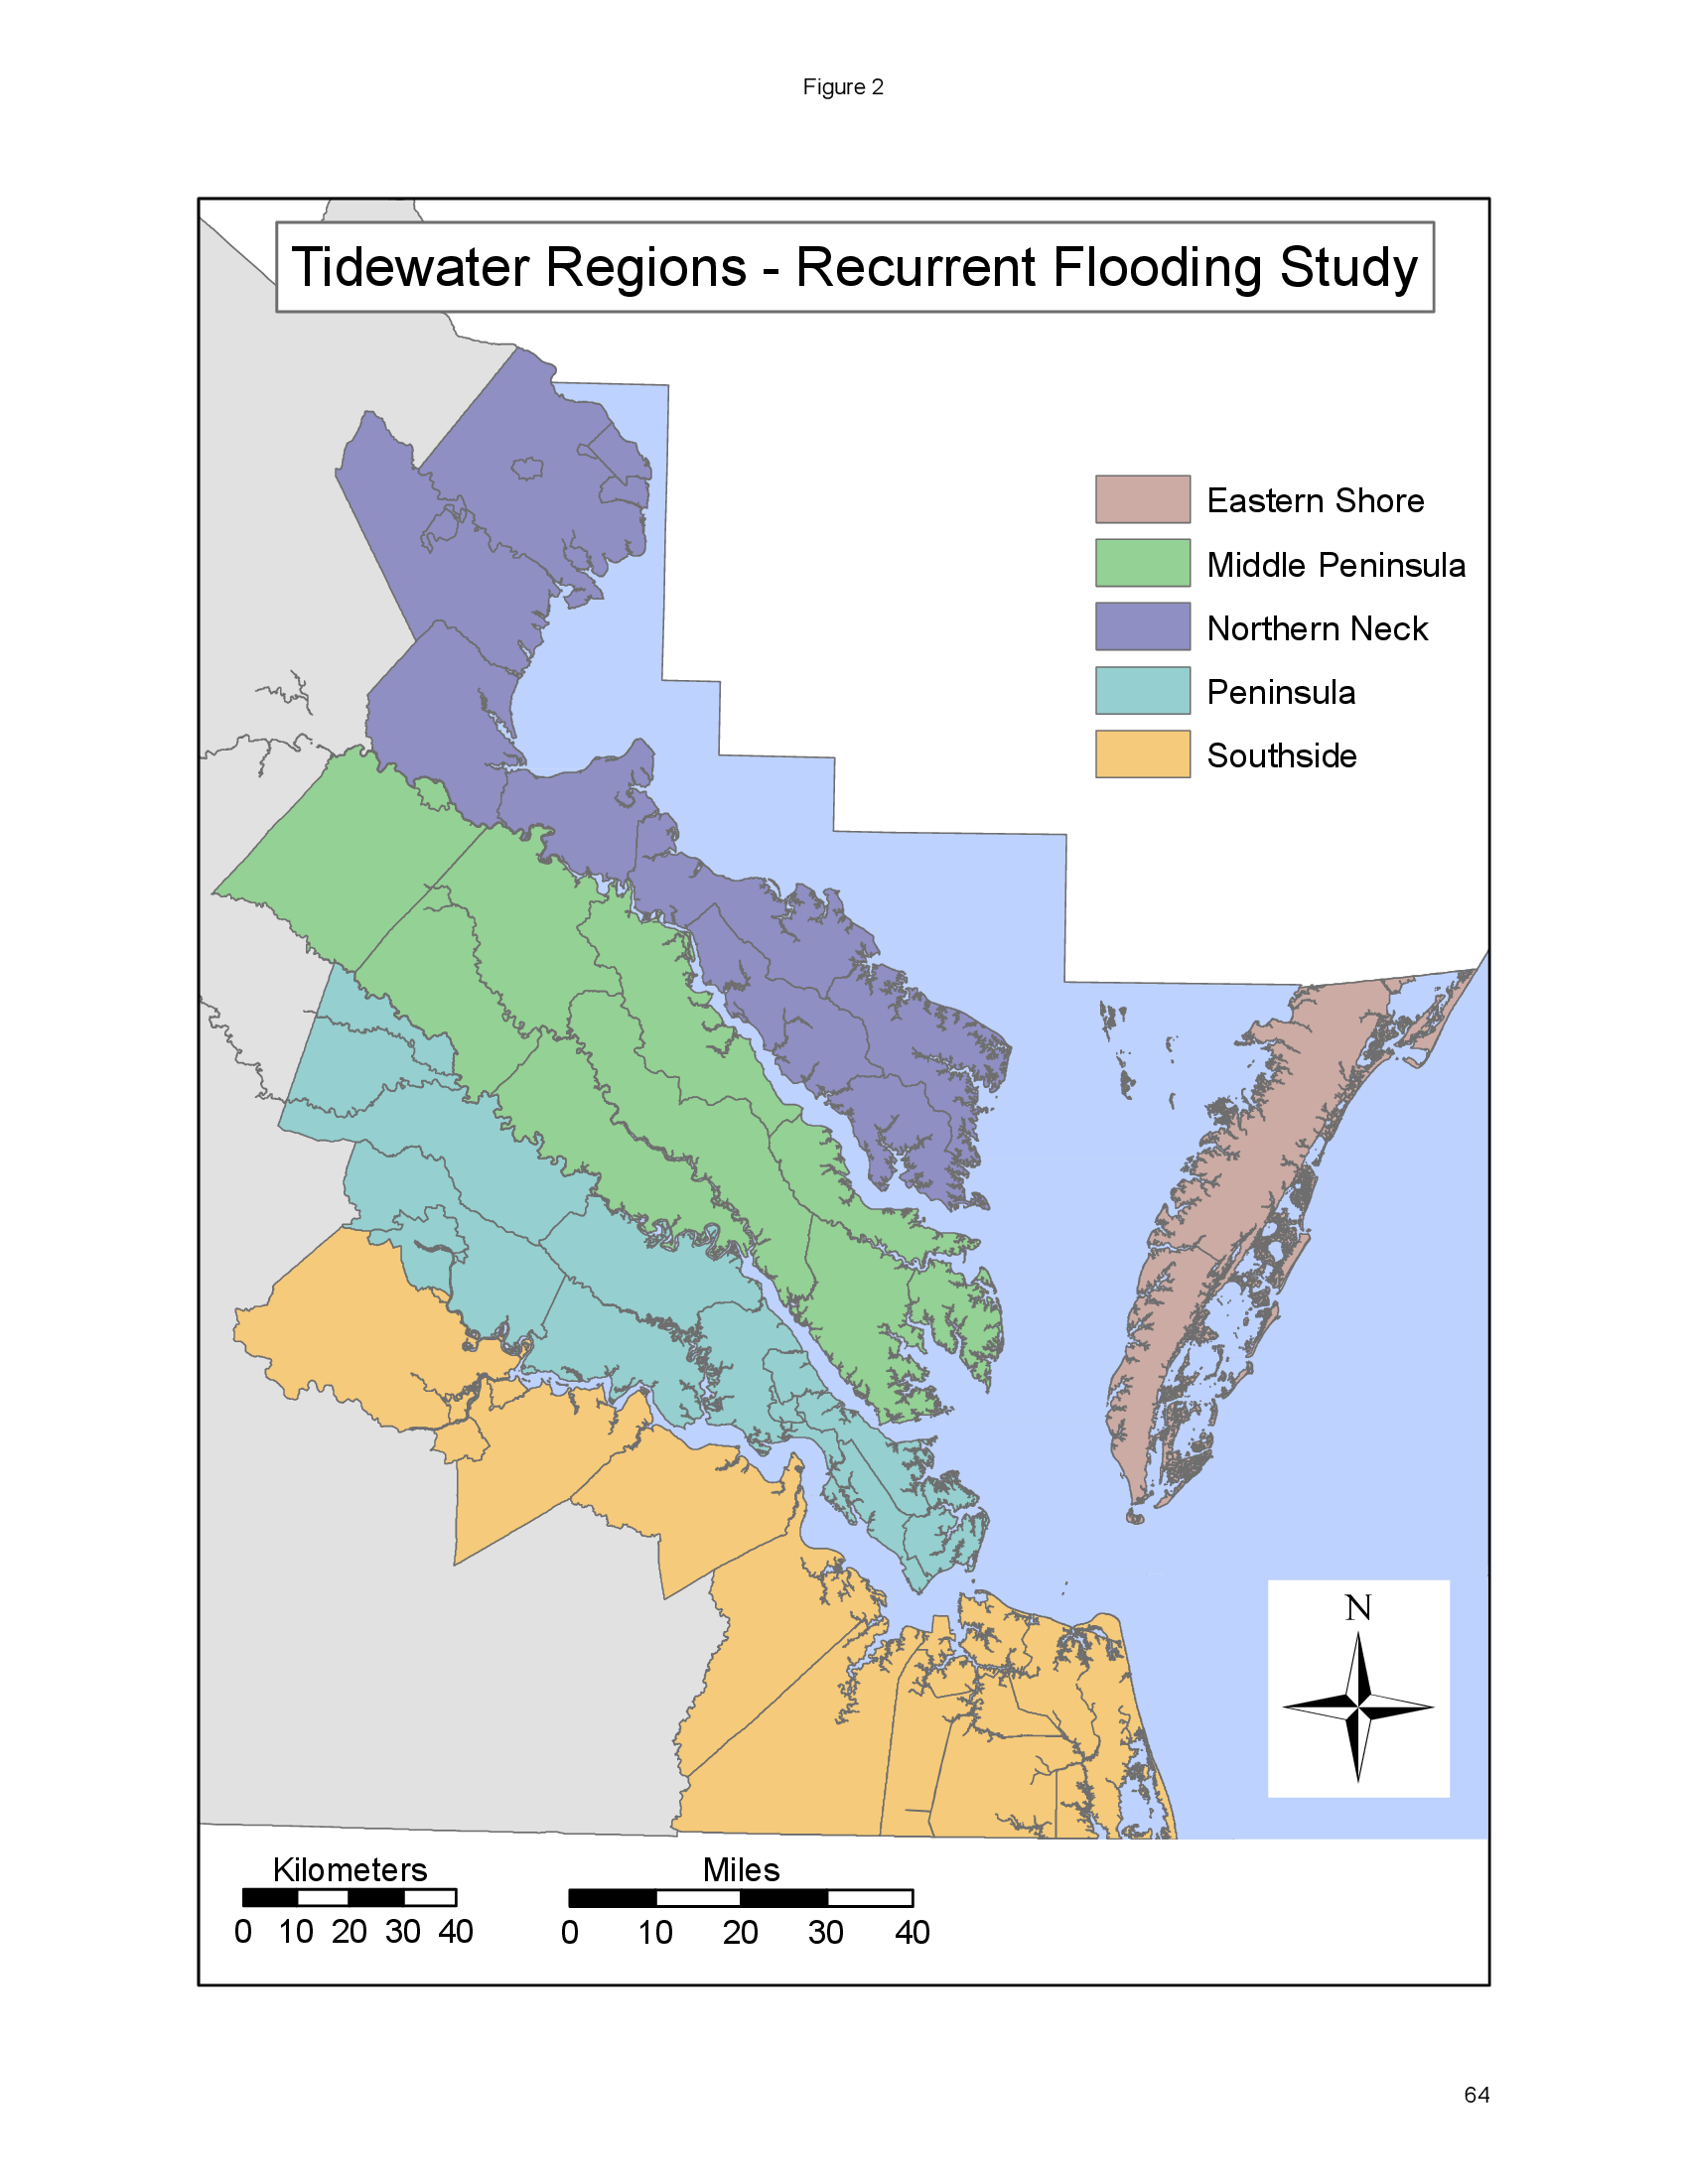 Figure 2
Tidewater Regions - Recurrent Flooding Study
Eastern Shore
Middle Peninsula
Northern Neck
Peninsula
Southside
N
Kilometers
0 10 20 30 40
Miles
0 10 20 30 40
64